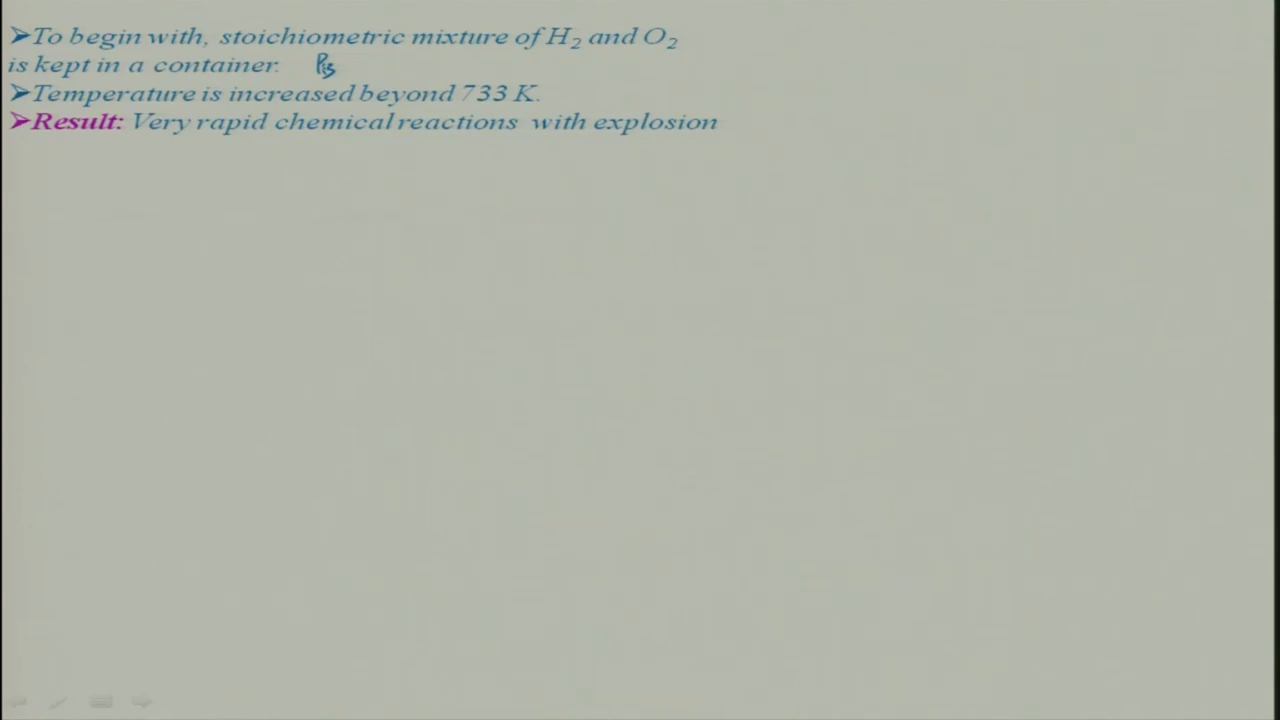 ➢To begin with, stoichiometric mixture of H₂ and O₂
is kept in a container.
➢Temperature is increased beyond 733 K.
➢Result: Very rapid chemical reactions with explosion